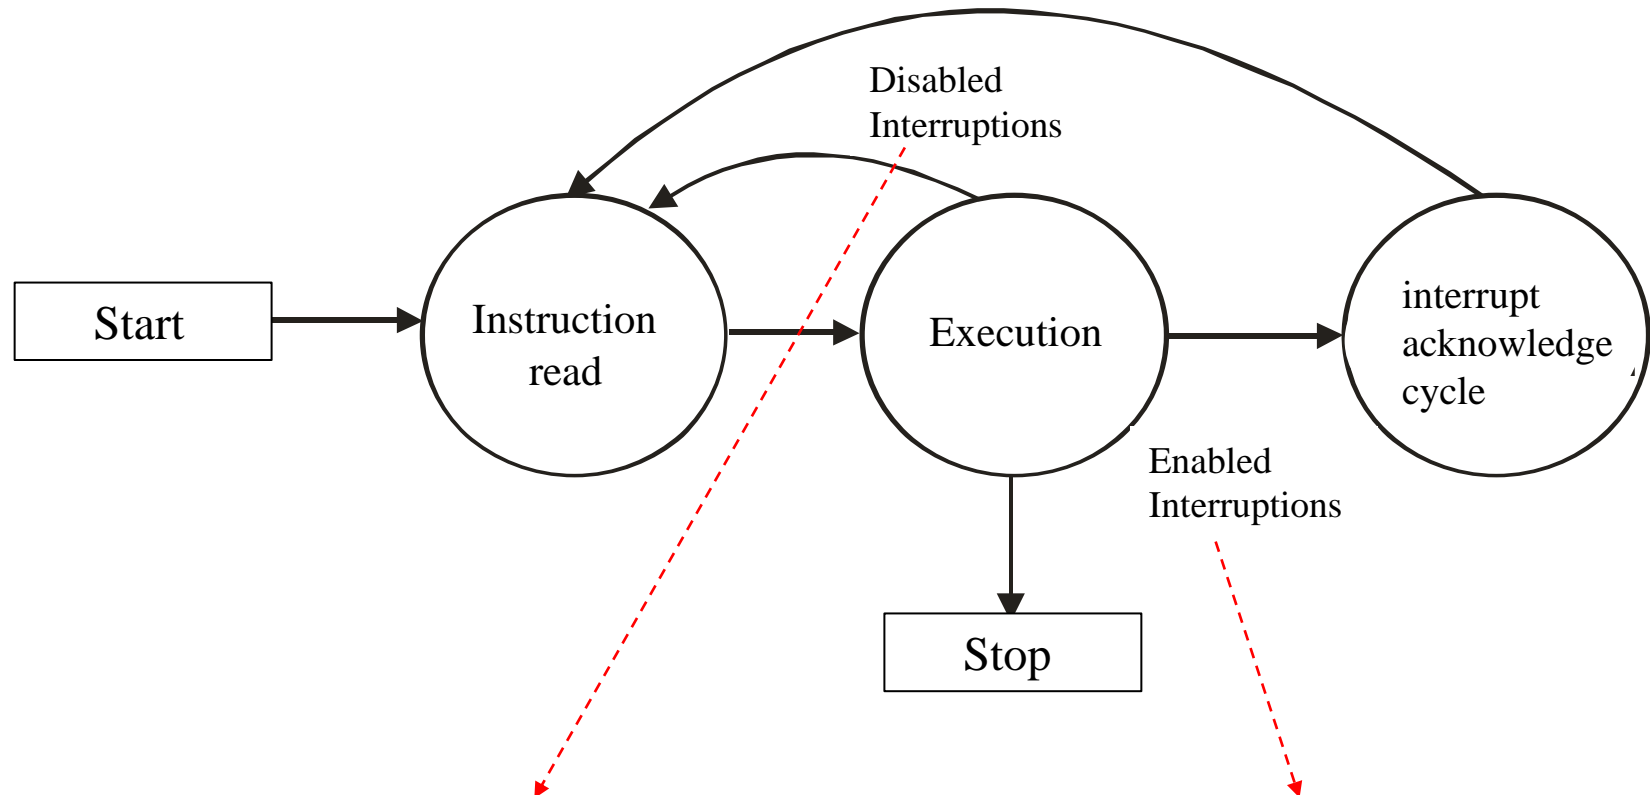 Disabled
Interruptions
Start
Instruction
read
Execution
interrupt
acknowledge
cycle
Enabled
Interruptions
Stop